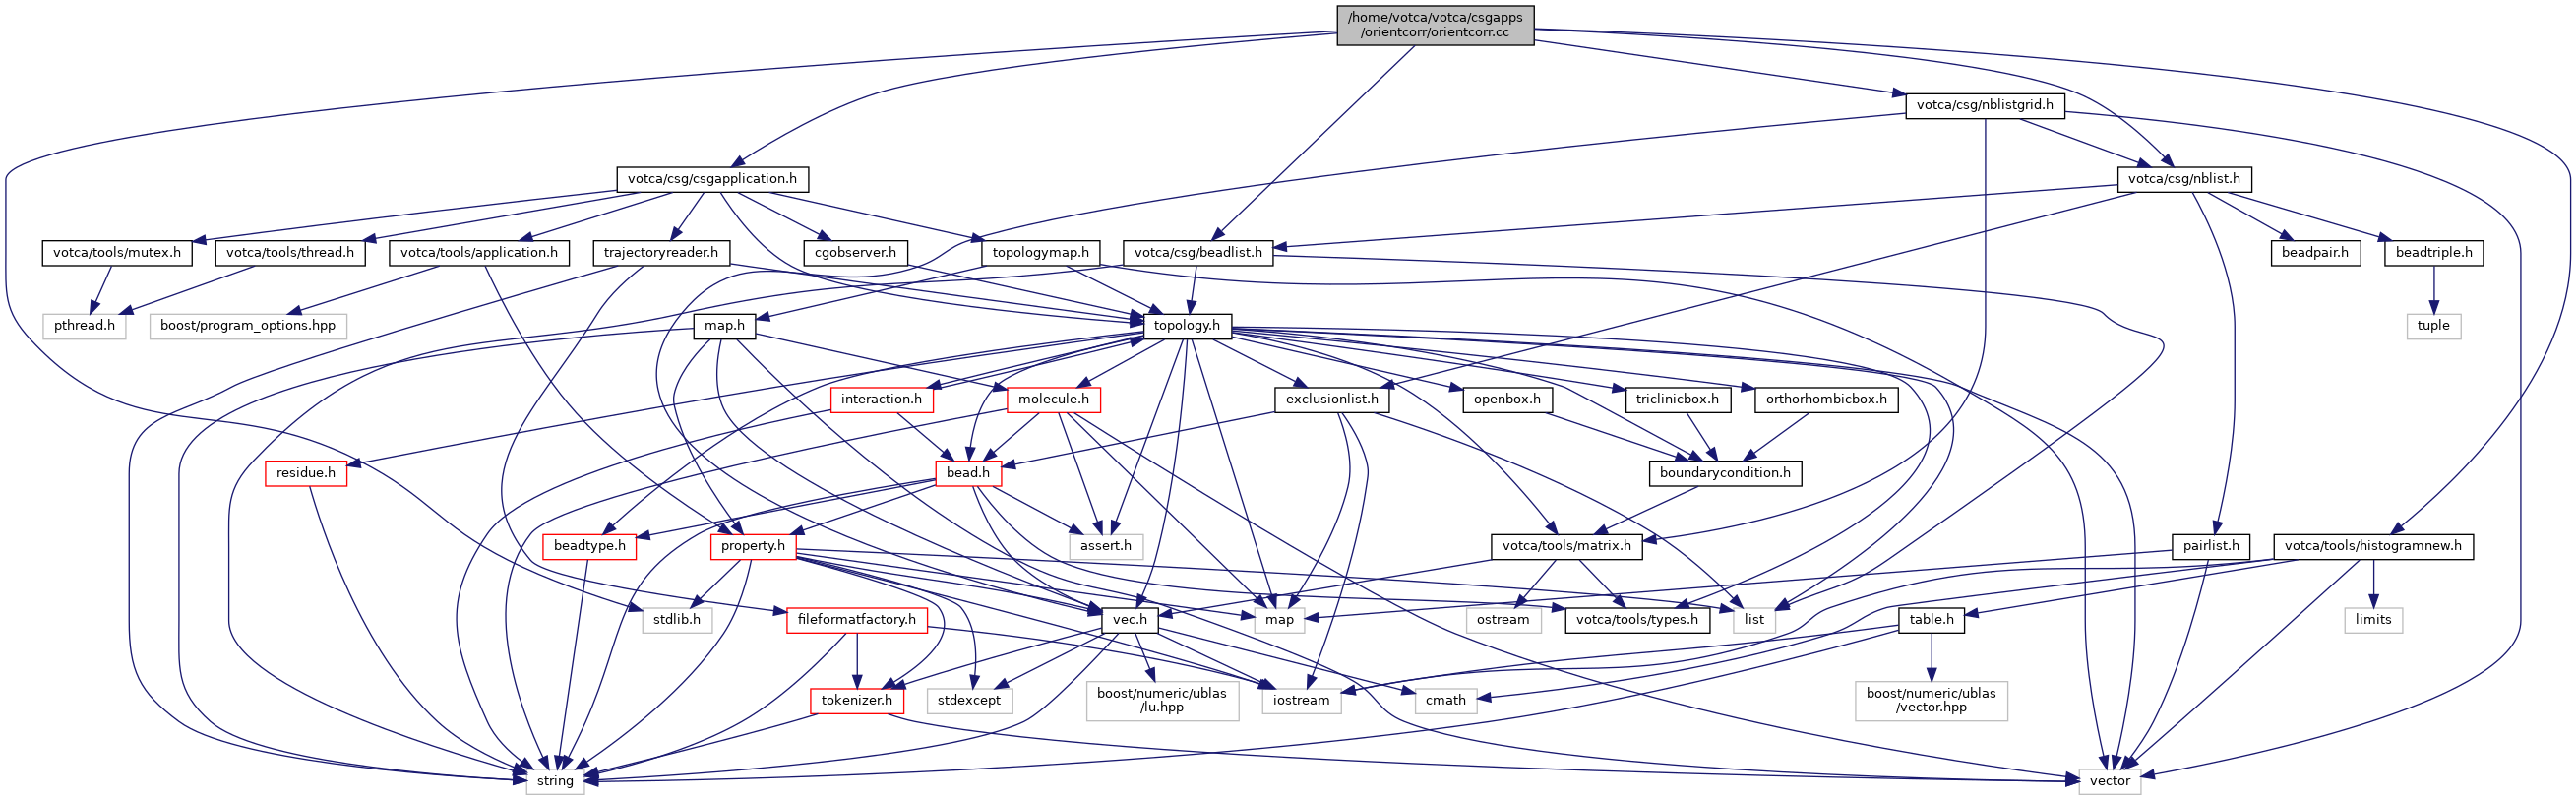 /home/votca/votca/csgapps
/orientcorr/orientcorr.cc
votca/csg/nblistgrid.h
votca/csg/csgapplication.h
votca/csg/nblist.h
votca/tools/mutex.h
votca/tools/thread.h
votca/tools/application.h
trajectoryreader.h
cgobserver.h
topologymap.h
votca/csg/beadlist.h
beadpair.h
beadtriple.h
pthread.h
boost/program_options.hpp
map.h
topology.h
tuple
interaction.h
molecule.h
exclusionlist.h
openbox.h
triclinicbox.h
orthorhombicbox.h
residue.h
bead.h
boundarycondition.h
beadtype.h
property.h
assert.h
votca/tools/matrix.h
pairlist.h
votca/tools/histogramnew.h
stdlib.h
fileformatfactory.h
vec.h
map
ostream
votca/tools/types.h
list
table.h
limits
tokenizer.h
stdexcept
boost/numeric/ublas
/lu.hpp
iostream
cmath
boost/numeric/ublas
/vector.hpp
string
vector